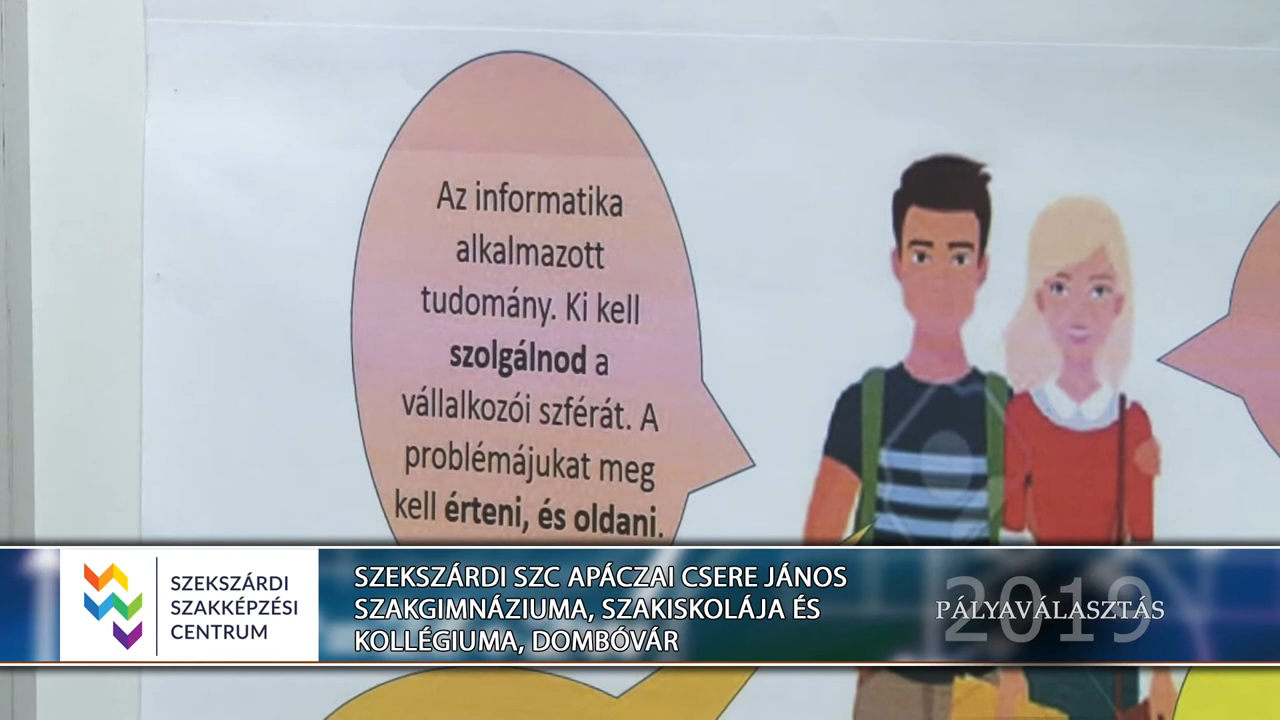 Az informatika
alkalmazott
tudomány. Ki kell
szolgálnod a
vállalkozói szférát. A
problémájukat meg
kell érteni, és oldani.
SZEKSZÁRDI
SZAKKÉPZÉSI
CENTRUM
SZEKSZÁRDI SZC APÁCZAI CSERE JÁNOS
SZAKGIMNÁZIUMA, SZAKISKOLÁJA ÉS
KOLLÉGIUMA, DOMBÓVÁR
2019
PÁLYAVÁLASZTÁS